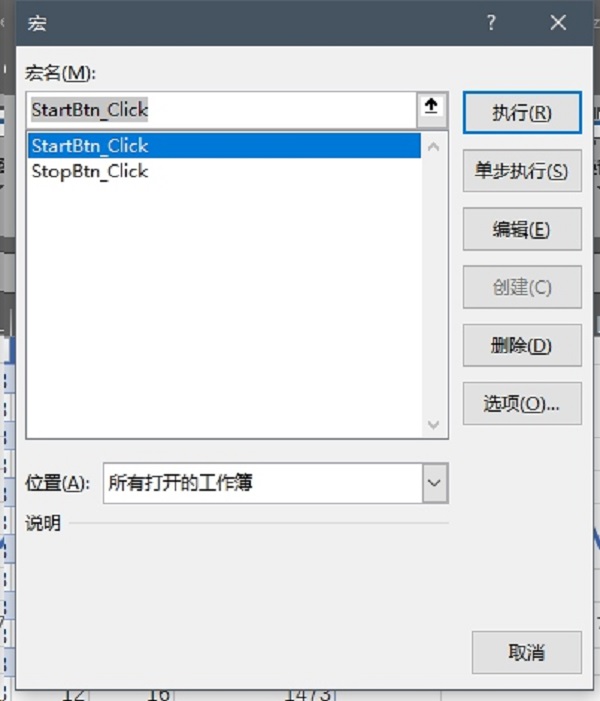 宏
宏名(M):
StartBtn_Click
执行(R)
StartBtn_Click
StopBtn_Click
单步执行(S)
编辑(E)
创建(C)
删除(D)
选项(O)...
位置(A):
所有打开的工作簿
说明
取消
12 16 1473